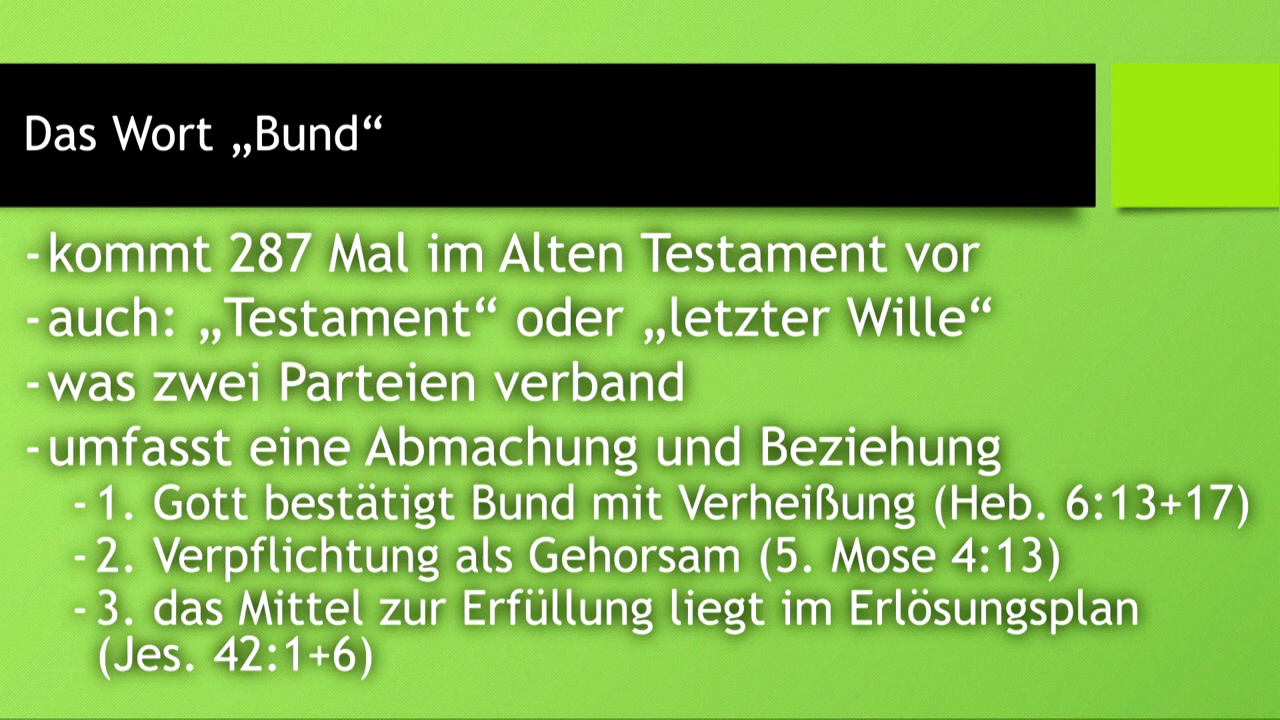 Das Wort „Bund“
-kommt 287 Mal im Alten Testament vor
-auch: „Testament“ oder „letzter Wille“
-was zwei Parteien verband
-umfasst eine Abmachung und Beziehung
-1. Gott bestätigt Bund mit Verheißung (Heb. 6:13+17)
-2. Verpflichtung als Gehorsam (5. Mose 4:13)
-3. das Mittel zur Erfüllung liegt im Erlösungsplan
(Jes. 42:1+6)